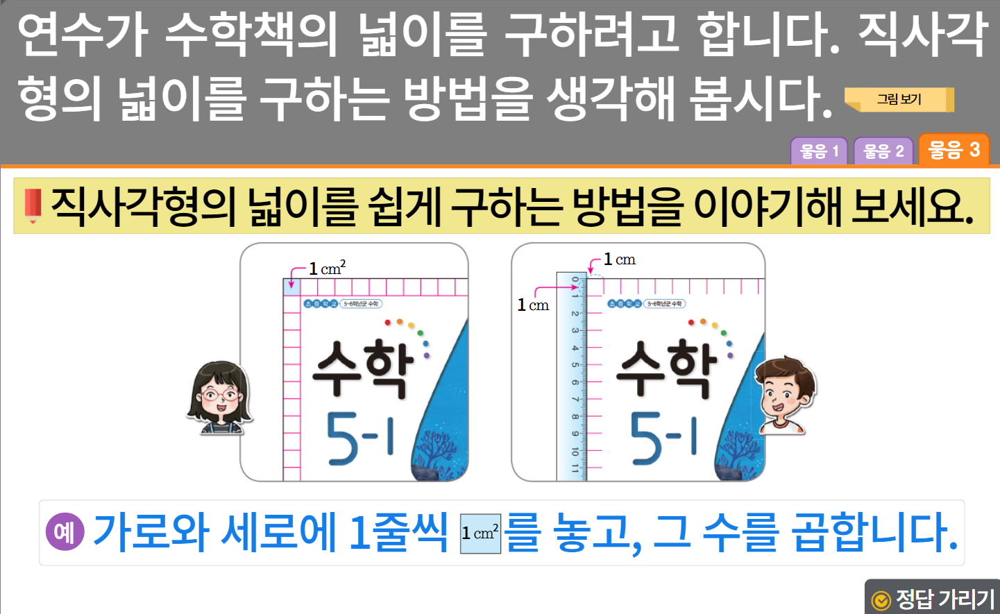 연수가 수학책의 넓이를 구하려고 합니다. 직사각
형의 넓이를 구하는 방법을 생각해 봅시다.
그림 보기
물음 1
물음 2
물음 3
직사각형의 넓이를 쉽게 구하는 방법을 이야기해 보세요.
1 cm²
초등학교 5~6학년군 수학
수학
5-1
1 cm
1 cm
0 1 2 3 4 5 6 7 8 9 10 11
초등학교 5~6학년군 수학
수학
5-1
예 가로와 세로에 1줄씩 1 cm² 를 놓고, 그 수를 곱합니다.
정답 가리기